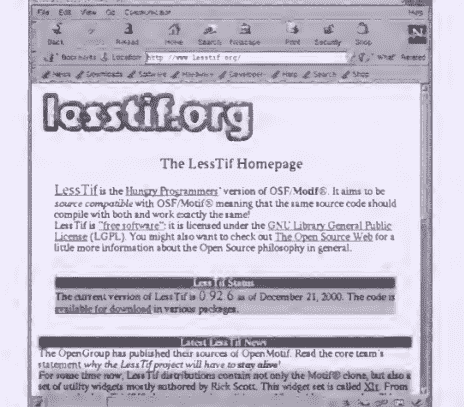 File Edit View Go Communicator Help
Back Reload Home Search Netscape Print Security Shop
Bookmarks Location http://www.lesstif.org/ What's Related
News Downloads Software Hardware Developers Help Search Shop
lesstif.org
The LessTif Homepage
LessTif is the Hungry Programmers' version of OSF/Motif®. It aims to be
source compatible with OSF/Motif® meaning that the same source code should
compile with both and work exactly the same!
LessTif is "free software": it is licensed under the GNU Library General Public
License (LGPL). You might also want to check out The Open Source Web for a
little more information about the Open Source philosophy in general.
LessTif Status
The current version of LessTif is 0.92.6 as of December 21, 2000. The code is
available for download in various packages.
Latest LessTif News
The OpenGroup has published their sources of OpenMotif. Read the core team's
statement why the LessTif project will have to stay alive!
For some time now, LessTif distributions contain not only the Motif® clone, but also a
set of utility widgets mostly authored by Rick Scott. This widget set is called Xlt. From